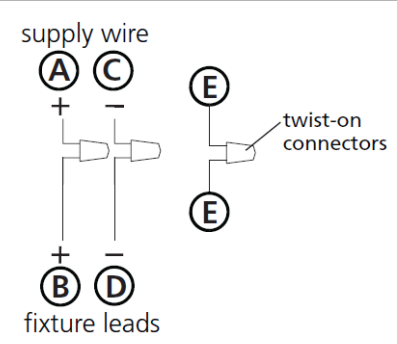 supply wire
A C
+ −
E
twist-on
connectors
E
+ −
B D
fixture leads